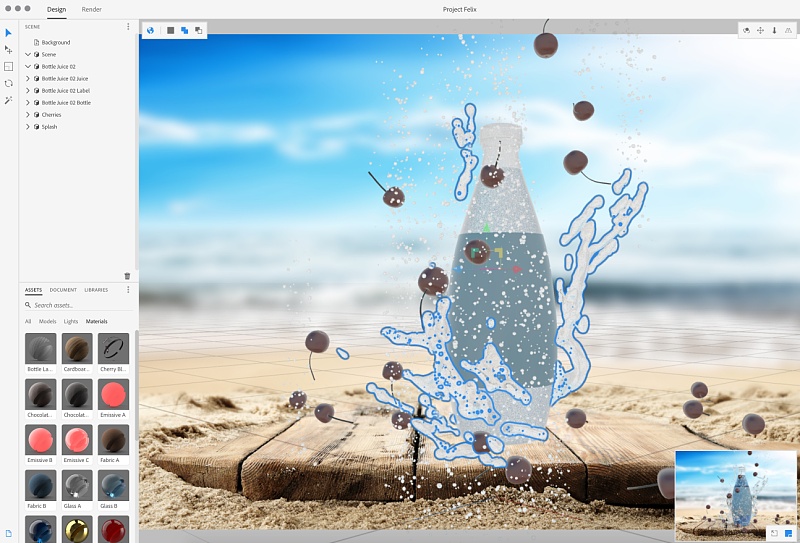 Design
Render
Project Felix
SCENE
Background
Scene
Bottle Juice 02
Bottle Juice 02 Juice
Bottle Juice 02 Label
Bottle Juice 02 Bottle
Cherries
Splash
ASSETS
DOCUMENT
LIBRARIES
Search assets...
All
Models
Lights
Materials
Bottle La...
Cardboar...
Cherry Bl...
Chocolat...
Chocolat...
Emissive A
Emissive B
Emissive C
Fabric A
Fabric B
Glass A
Glass B